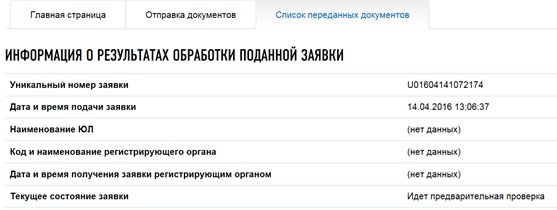 Главная страница Отправка документов Список переданных документов
ИНФОРМАЦИЯ О РЕЗУЛЬТАТАХ ОБРАБОТКИ ПОДАННОЙ ЗАЯВКИ
Уникальный номер заявки U01604141072174
Дата и время подачи заявки 14.04.2016 13:06:37
Наименование ЮЛ (нет данных)
Код и наименование регистрирующего органа (нет данных)
Дата и время получения заявки регистрирующим органом (нет данных)
Текущее состояние заявки Идет предварительная проверка